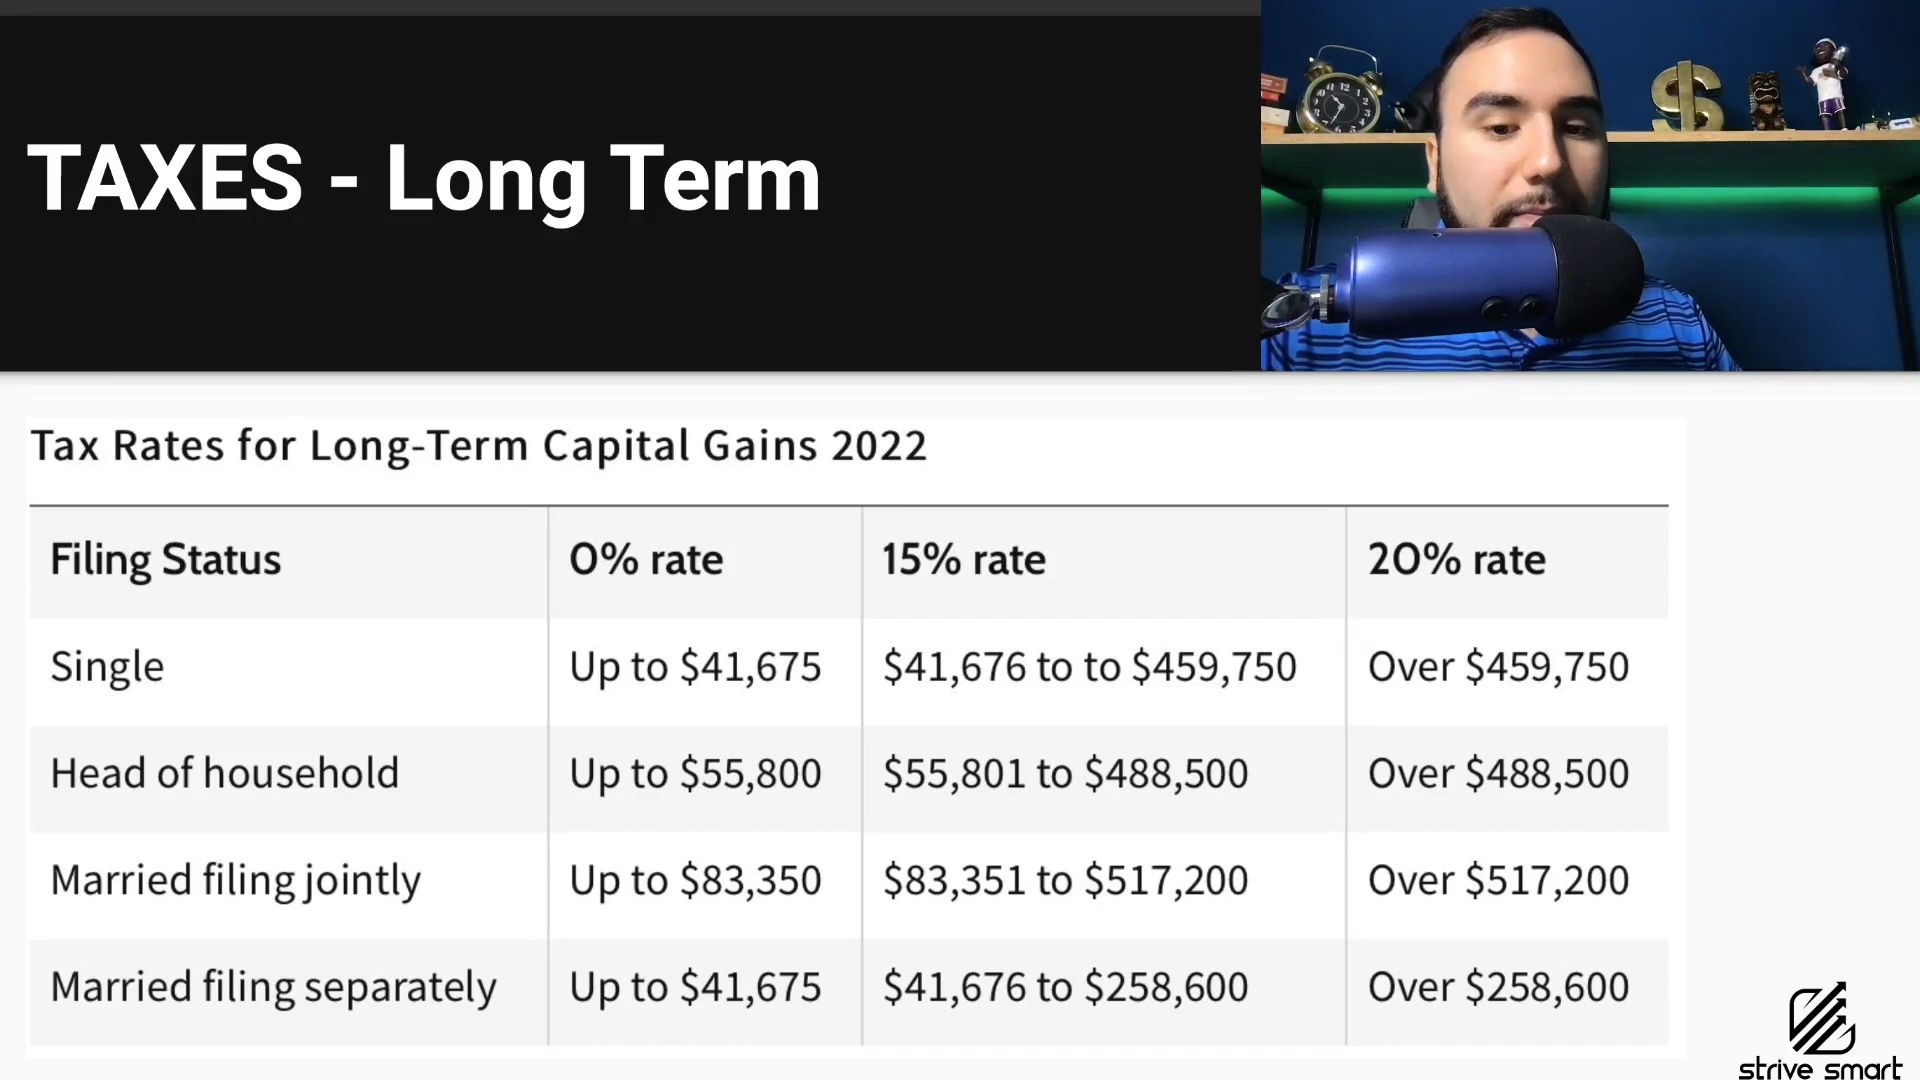 TAXES - Long Term
Tax Rates for Long-Term Capital Gains 2022
Filing Status 0% rate 15% rate 20% rate
Single Up to $41,675 $41,676 to to $459,750 Over $459,750
Head of household Up to $55,800 $55,801 to $488,500 Over $488,500
Married filing jointly Up to $83,350 $83,351 to $517,200 Over $517,200
Married filing separately Up to $41,675 $41,676 to $258,600 Over $258,600
strive smart